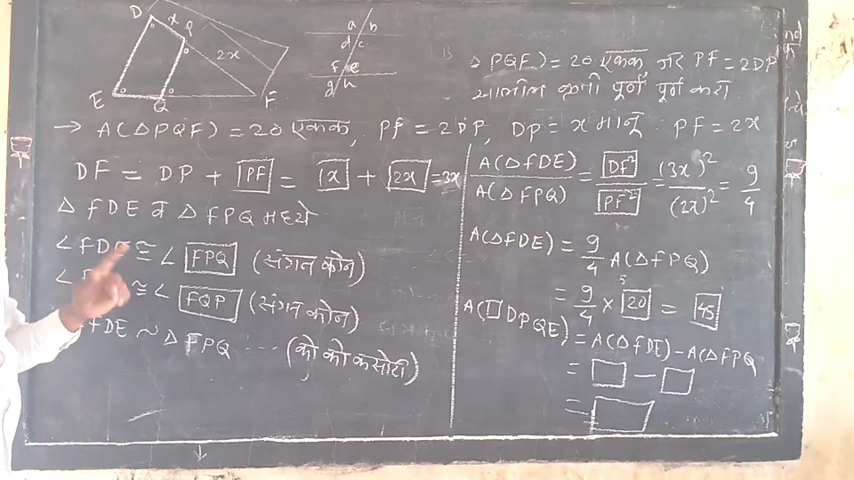 D x P
2x
E Q F
a b
d c
f e
g h
△PQF) = 20 एकक, जर PF = 2DP
कृती पूर्ण पूर्ण करा.
→ A(△PQF) = 20 एकक, PF = 2DP, DP = x मानू ∴ PF = 2x
DF = DP + PF = x + 2x = 3x
△FDE व △FPQ मध्ये
∠FDE ≅ ∠ FPQ (संगत कोन)
∠ ≅ ∠ FQP (संगत कोन)
FDE ~ △FPQ ... (को को कसोटी)
A(△FDE) / A(△FPQ) = DF² / PF² = (3x)² / (2x)² = 9/4
A(△FDE) = 9/4 A(△FPQ)
= 9/4 × 20 5 = 45
A(□DPQE) = A(△FDE) - A(△FPQ
= □ - □
= □